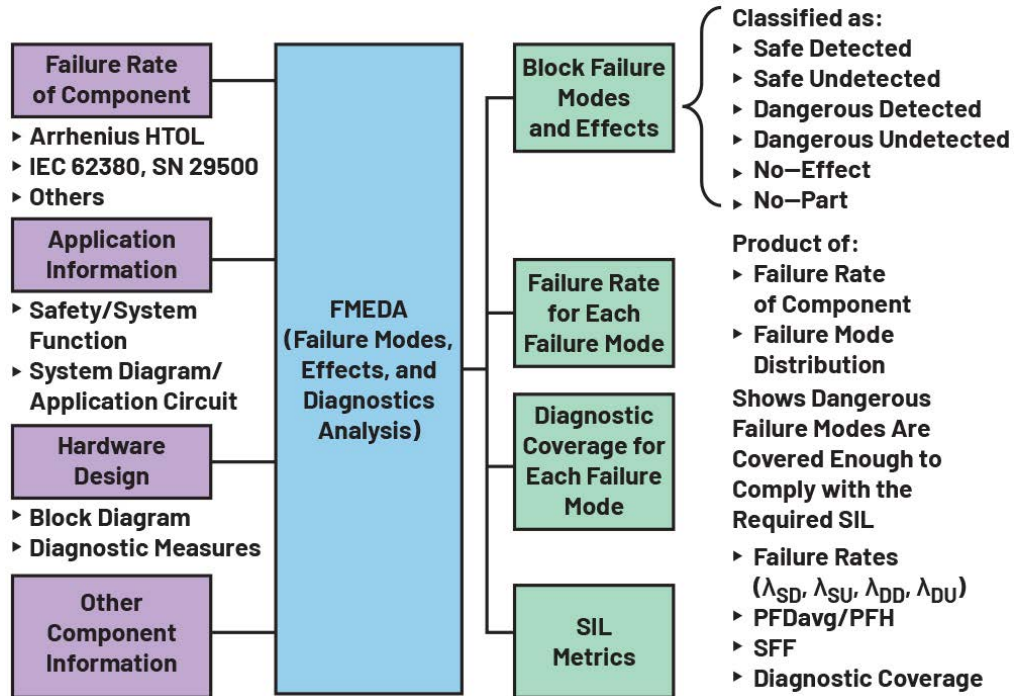 Failure Rate
of Component
▸ Arrhenius HTOL
▸ IEC 62380, SN 29500
▸ Others
Application
Information
▸ Safety/System
Function
▸ System Diagram/
Application Circuit
Hardware
Design
▸ Block Diagram
▸ Diagnostic Measures
Other
Component
Information
FMEDA
(Failure Modes,
Effects, and
Diagnostics
Analysis)
Block Failure
Modes
and Effects
Classified as:
▸ Safe Detected
▸ Safe Undetected
▸ Dangerous Detected
▸ Dangerous Undetected
▸ No–Effect
▸ No–Part
Failure Rate
for Each
Failure Mode
Product of:
▸ Failure Rate
of Component
▸ Failure Mode
Distribution
Diagnostic
Coverage for
Each Failure
Mode
Shows Dangerous
Failure Modes Are
Covered Enough to
Comply with the
Required SIL
SIL
Metrics
▸ Failure Rates
(λSD, λSU, λDD, λDU)
▸ PFDavg/PFH
▸ SFF
▸ Diagnostic Coverage